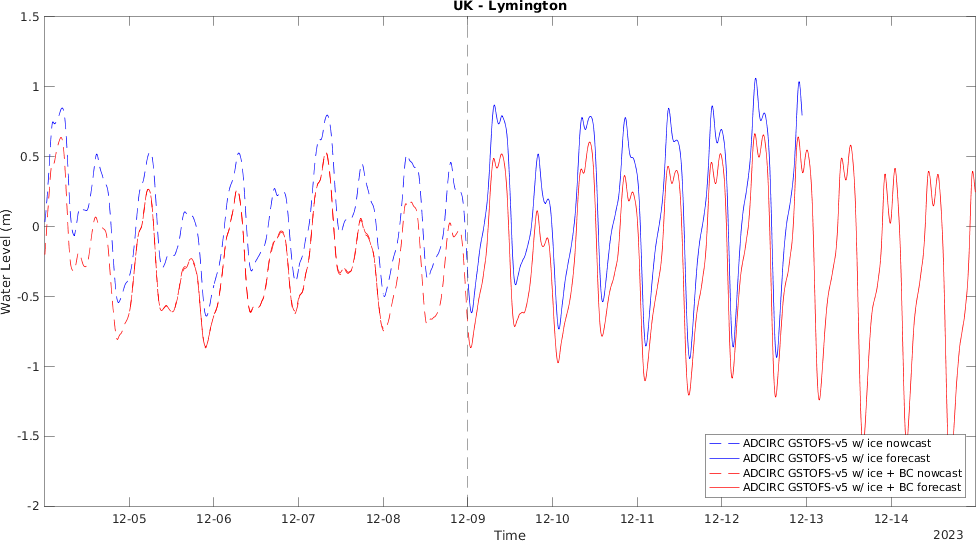 UK - Lymington
1.5
1
0.5
0
-0.5
-1
-1.5
-2
Water Level (m)
12-05 12-06 12-07 12-08 12-09 12-10 12-11 12-12 12-13 12-14
Time
2023
ADCIRC GSTOFS-v5 w/ ice nowcast
ADCIRC GSTOFS-v5 w/ ice forecast
ADCIRC GSTOFS-v5 w/ ice + BC nowcast
ADCIRC GSTOFS-v5 w/ ice + BC forecast